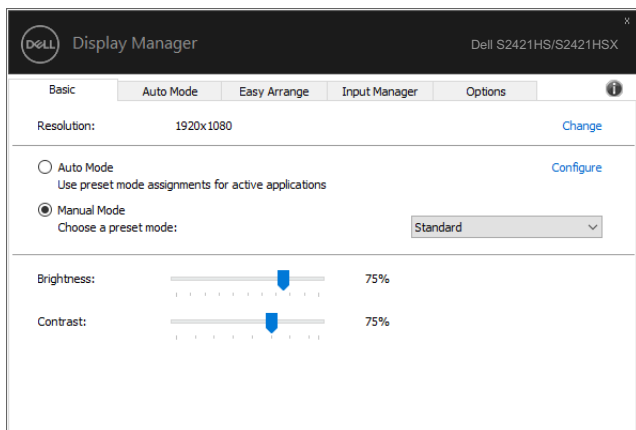 x
DELL Display Manager Dell S2421HS/S2421HSX
Basic Auto Mode Easy Arrange Input Manager Options i
Resolution: 1920x1080 Change
Auto Mode Configure
Use preset mode assignments for active applications
Manual Mode
Choose a preset mode: Standard
Brightness: 75%
Contrast: 75%